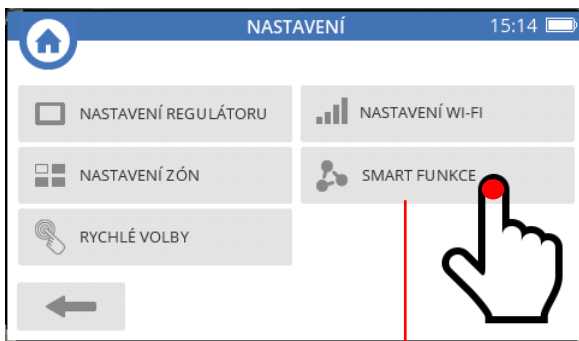 NASTAVENÍ 15:14
NASTAVENÍ REGULÁTORU
NASTAVENÍ WI-FI
NASTAVENÍ ZÓN
SMART FUNKCE
RYCHLÉ VOLBY